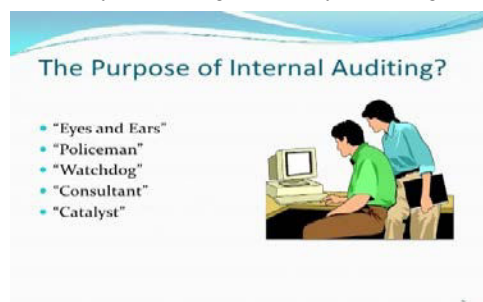 The Purpose of Internal Auditing?
"Eyes and Ears"
"Policeman"
"Watchdog"
"Consultant"
"Catalyst"